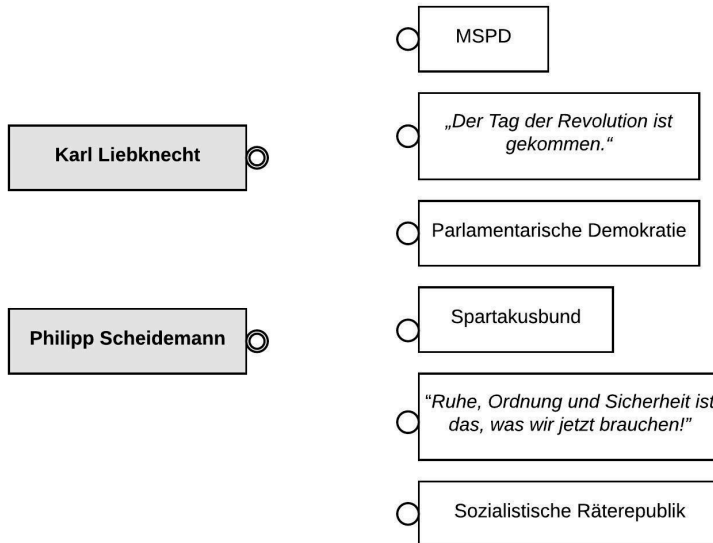 MSPD
„Der Tag der Revolution ist
gekommen.“
Karl Liebknecht
Parlamentarische Demokratie
Spartakusbund
Philipp Scheidemann
“Ruhe, Ordnung und Sicherheit ist
das, was wir jetzt brauchen!”
Sozialistische Räterepublik